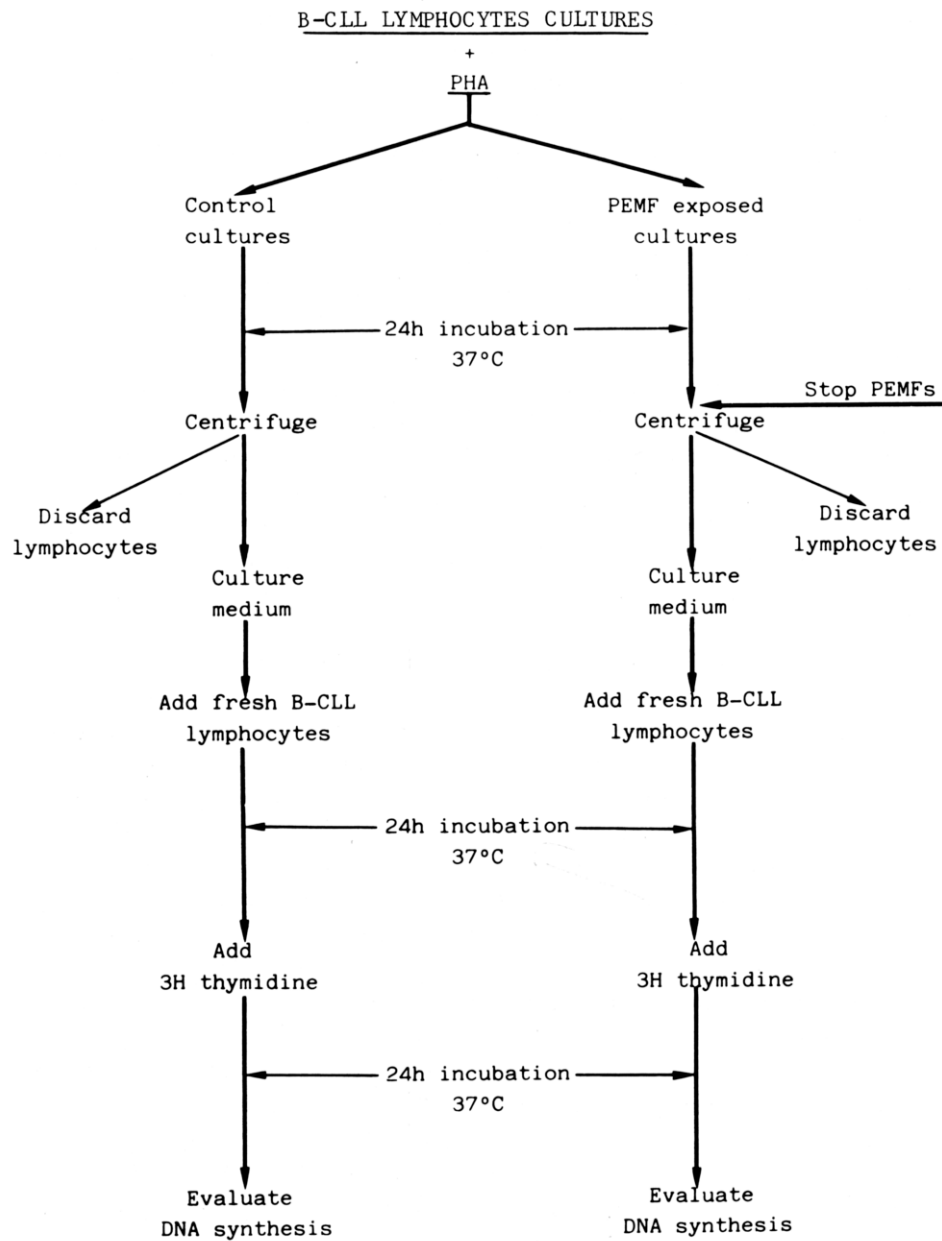 B-CLL LYMPHOCYTES CULTURES
+
PHA
Control
cultures
PEMF exposed
cultures
24h incubation
37°C
Stop PEMFs
Centrifuge
Centrifuge
Discard
lymphocytes
Discard
lymphocytes
Culture
medium
Culture
medium
Add fresh B-CLL
lymphocytes
Add fresh B-CLL
lymphocytes
24h incubation
37°C
Add
3H thymidine
Add
3H thymidine
24h incubation
37°C
Evaluate
DNA synthesis
Evaluate
DNA synthesis